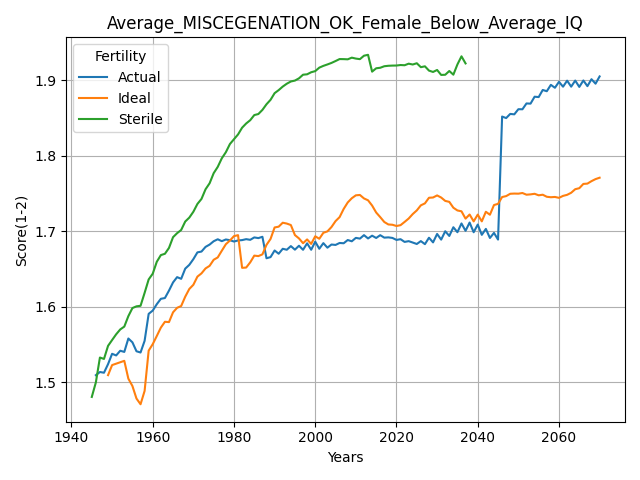 Average_MISCEGENATION_OK_Female_Below_Average_IQ
Fertility
Actual
Ideal
Sterile
Score(1-2)
1.9
1.8
1.7
1.6
1.5
1940
1960
1980
2000
2020
2040
2060
Years